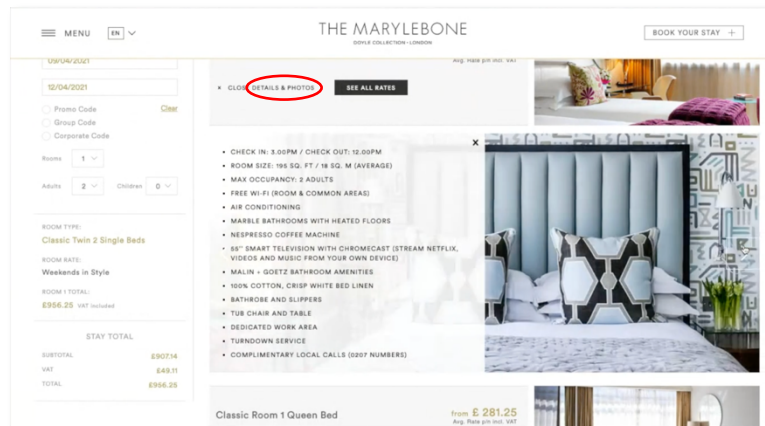 MENU
EN
THE MARYLEBONE
DOYLE COLLECTION • LONDON
BOOK YOUR STAY +
09/04/2021
12/04/2021
Promo Code
Clear
Group Code
Corporate Code
Rooms 1
Adults 2 Children 0
ROOM TYPE:
Classic Twin 2 Single Beds
ROOM RATE:
Weekends in Style
ROOM 1 TOTAL:
£956.25 VAT included
STAY TOTAL
SUBTOTAL £907.14
VAT £49.11
TOTAL £956.25
Avg. Rate p/n incl. VAT
DETAILS & PHOTOS
SEE ALL RATES
x
• CHECK IN: 3.00PM / CHECK OUT: 12.00PM
• ROOM SIZE: 195 SQ. FT / 18 SQ. M (AVERAGE)
• MAX OCCUPANCY: 2 ADULTS
• FREE WI-FI (ROOM & COMMON AREAS)
• AIR CONDITIONING
• MARBLE BATHROOMS WITH HEATED FLOORS
• NESPRESSO COFFEE MACHINE
• 55'' SMART TELEVISION WITH CHROMECAST (STREAM NETFLIX,
VIDEOS AND MUSIC FROM YOUR OWN DEVICE)
• MALIN + GOETZ BATHROOM AMENITIES
• 100% COTTON, CRISP WHITE BED LINEN
• BATHROBE AND SLIPPERS
• TUB CHAIR AND TABLE
• DEDICATED WORK AREA
• TURNDOWN SERVICE
• COMPLIMENTARY LOCAL CALLS (0207 NUMBERS)
Classic Room 1 Queen Bed
from £ 281.25
Avg. Rate p/n incl. VAT